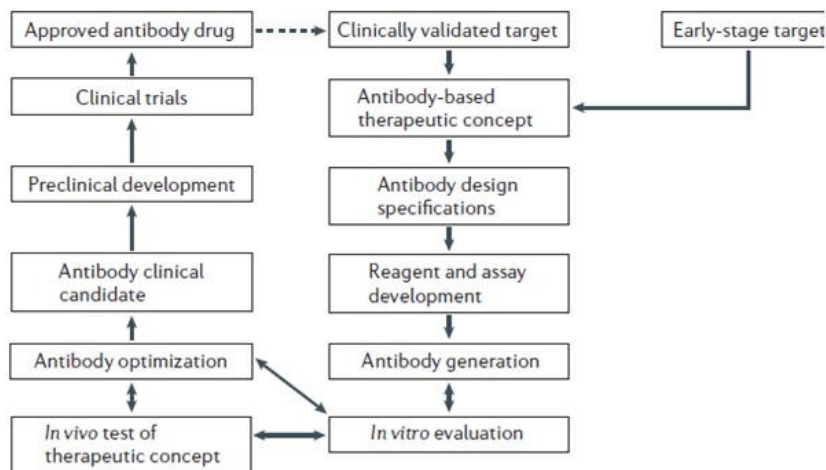 Approved antibody drug
Clinically validated target
Early-stage target
Clinical trials
Antibody-based
therapeutic concept
Preclinical development
Antibody design
specifications
Antibody clinical
candidate
Reagent and assay
development
Antibody optimization
Antibody generation
In vivo test of
therapeutic concept
In vitro evaluation